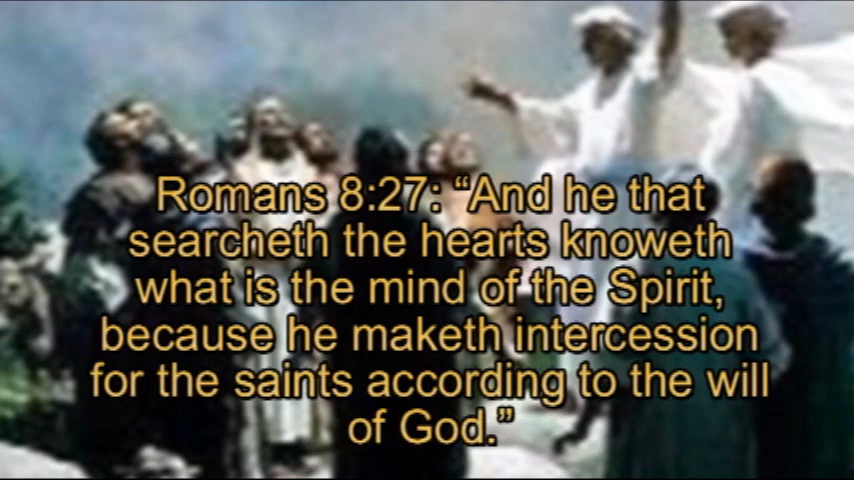 Romans 8:27: “And he that
searcheth the hearts knoweth
what is the mind of the Spirit,
because he maketh intercession
for the saints according to the will
of God.”